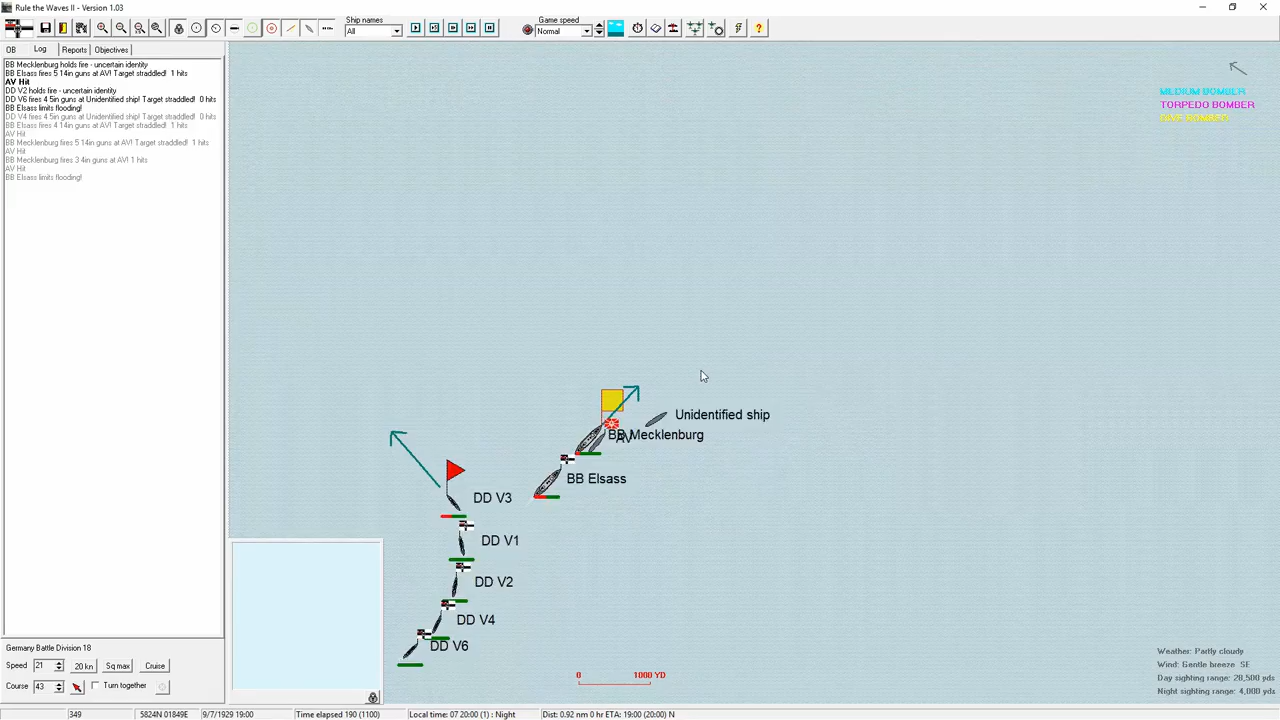 Rule the Waves II - Version 1.03
Ship names
All
Game speed
Normal
OB Log Reports Objectives
BB Mecklenburg holds fire - uncertain identity
BB Elsass fires 5 14in guns at AV! Target straddled! 1 hits
AV Hit
DD V2 holds fire - uncertain identity
DD V6 fires 4 5in guns at Unidentified ship! Target straddled! 0 hits
BB Elsass limits flooding!
DD V4 fires 4 5in guns at Unidentified ship! Target straddled! 0 hits
BB Elsass fires 4 14in guns at AV! Target straddled! 1 hits
AV Hit
BB Mecklenburg fires 5 14in guns at AV! Target straddled! 1 hits
AV Hit
BB Mecklenburg fires 3 4in guns at AV! 1 hits
AV Hit
BB Elsass limits flooding!
MEDIUM BOMBER
TORPEDO BOMBER
DIVE BOMBER
Unidentified ship
BB Mecklenburg
AV
BB Elsass
DD V3
DD V1
DD V2
DD V4
DD V6
0 1000 YD
Weather: Partly cloudy
Wind: Gentle breeze SE
Day sighting range: 28,500 yds
Night sighting range: 4,000 yds
Germany Battle Division 18
Speed 21 20 kn Sq max Cruise
Course 43 Turn together
349 5824N 01849E 9/7/1929 19:00 Time elapsed 190 (1100) Local time: 07 20:00 (1) : Night Dist: 0.92 nm 0 hr ETA: 19:00 (20:00) N